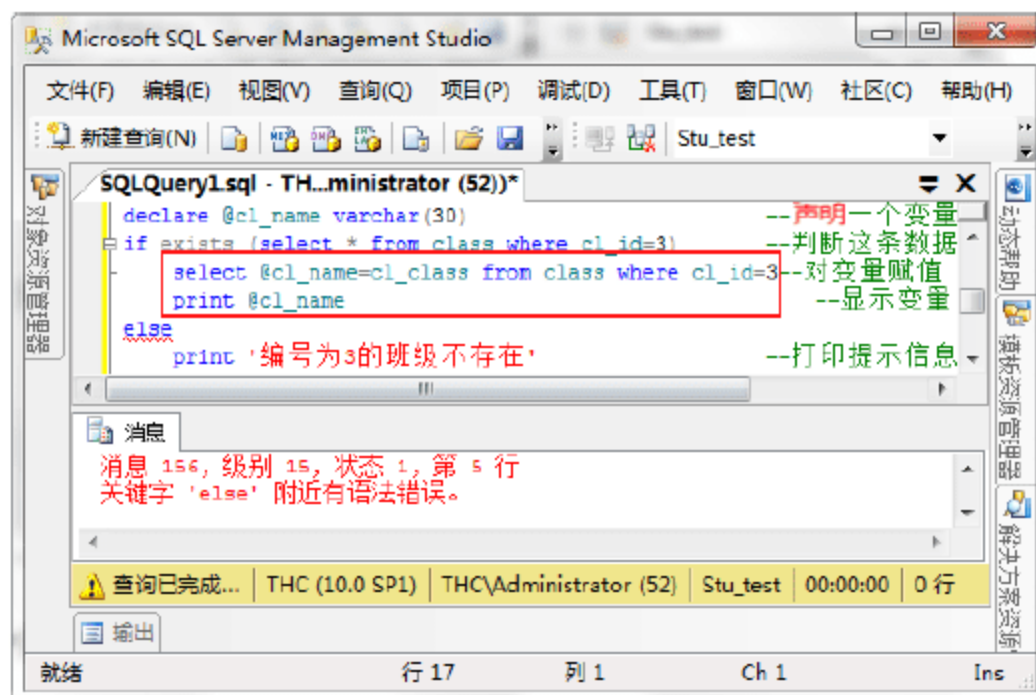 Microsoft SQL Server Management Studio
文件(F) 编辑(E) 视图(V) 查询(Q) 项目(P) 调试(D) 工具(T) 窗口(W) 社区(C) 帮助(H)
新建查询(N) Stu_test
SQLQuery1.sql - TH...ministrator (52))*
declare @cl_name varchar(30) --声明一个变量
if exists (select * from class where cl_id=3) --判断这条数据
select @cl_name=cl_class from class where cl_id=3--对变量赋值
print @cl_name --显示变量
else
print '编号为3的班级不存在' --打印提示信息
对象资源管理器
动态帮助
模板资源管理器
解决方案资源
消息
消息 156, 级别 15, 状态 1, 第 5 行
关键字 'else' 附近有语法错误。
查询已完成... THC (10.0 SP1) THC\Administrator (52) Stu_test 00:00:00 0 行
输出
就绪 行 17 列 1 Ch 1 Ins